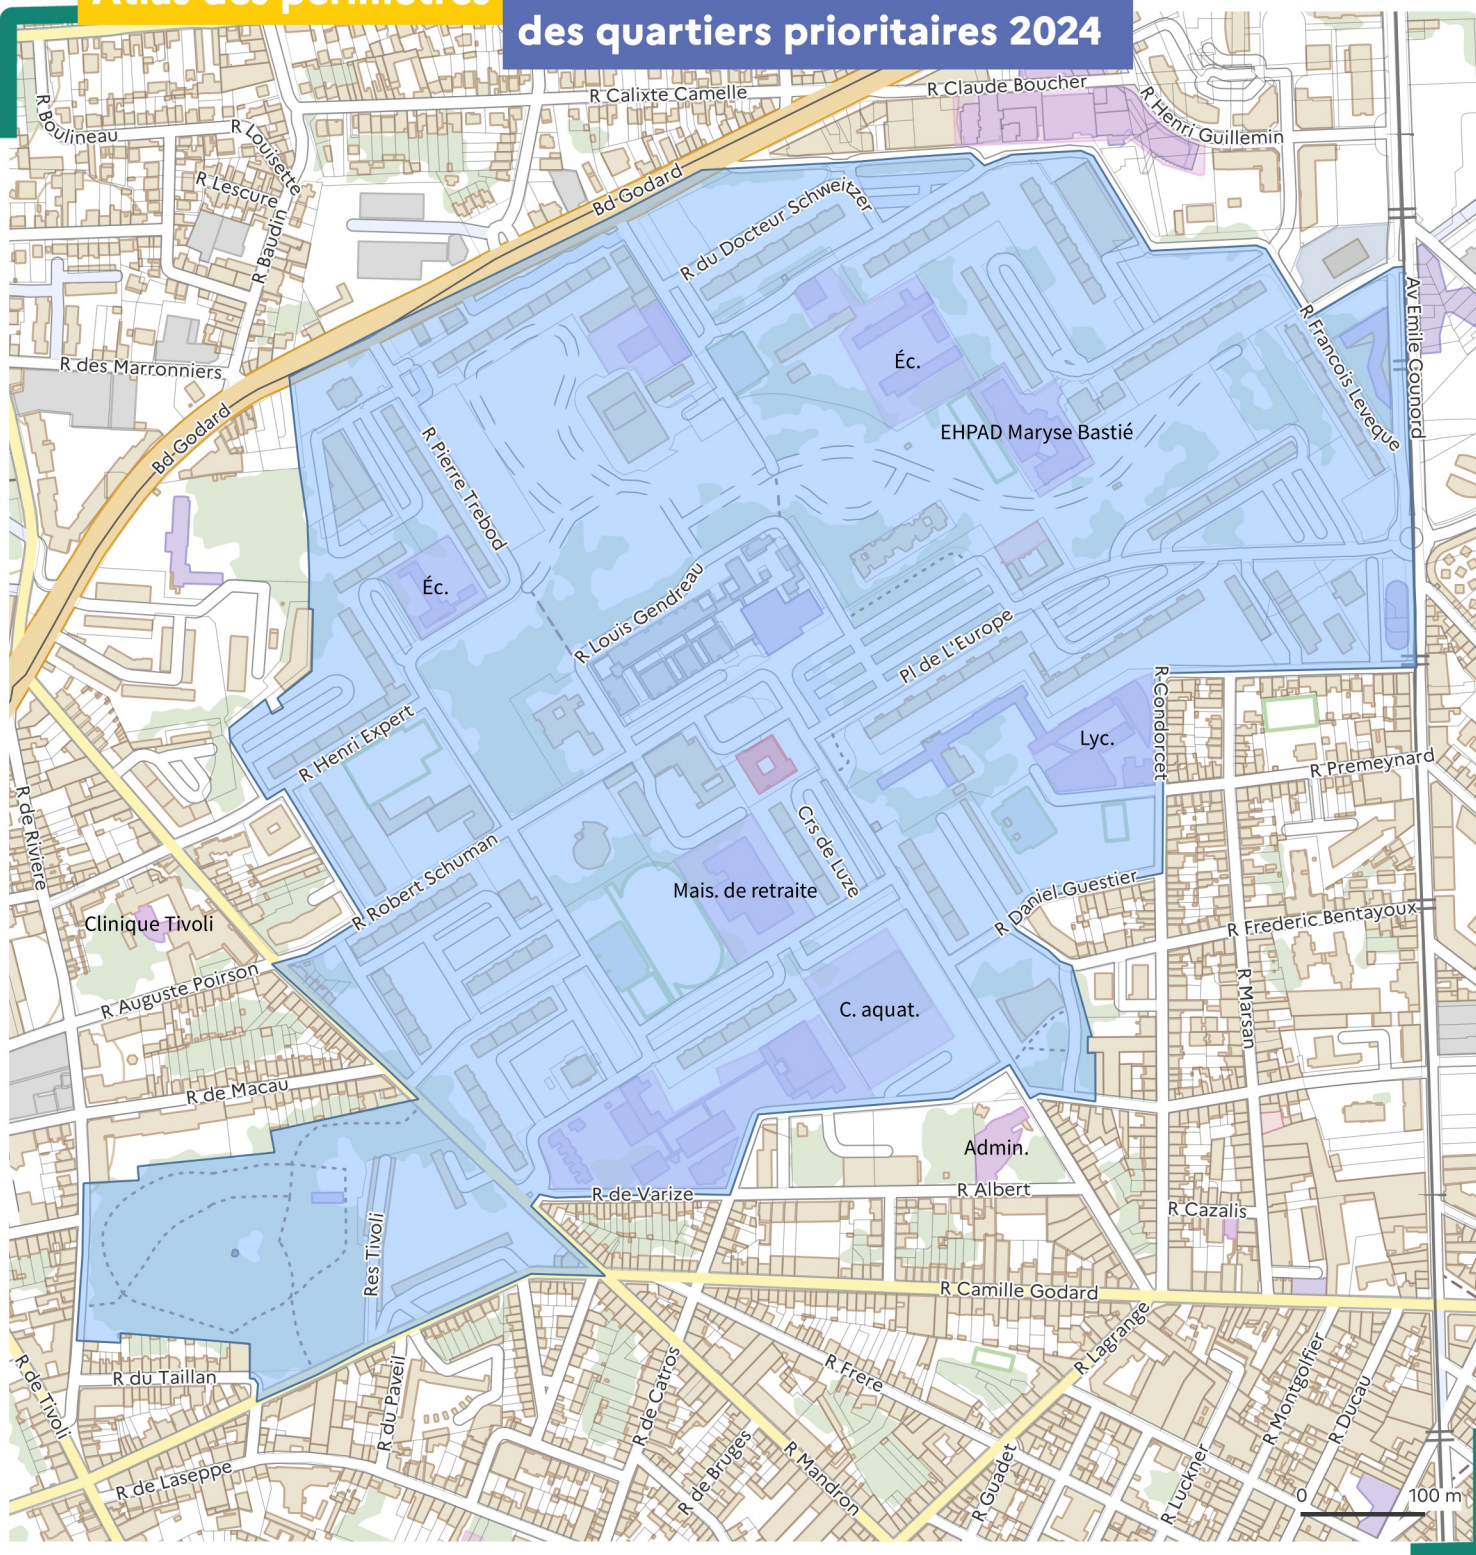 Atlas des périmètres
des quartiers prioritaires 2024
R Calixte Camelle
R Claude Boucher
R Henri Guillemin
R Boulineau
R Louisette
R Lescure
R Baudin
Bd Godard
R du Docteur Schweitzer
R des Marronniers
Av Emile Counord
R Francois Leveque
Éc.
EHPAD Maryse Bastié
Bd Godard
R Pierre Trebod
Éc.
R Louis Gendreau
Pl de L'Europe
R Henri Expert
Lyc.
R Condorcet
R Premeynard
R de Riviere
R Robert Schuman
Crs de Luze
Mais. de retraite
R Daniel Guestier
R Frederic Bentayoux
Clinique Tivoli
R Auguste Poirson
R Marsan
C. aquat.
R de Macau
Admin.
R de Varize
R Albert
R Cazalis
Res Tivoli
R Camille Godard
R Lagrange
R de Tivoli
R du Taillan
R du Paveil
R de Catros
R Frere
R Montgolfier
R Ducau
R de Laseppe
R de Bruges
R Mandron
R Guadet
R Luckner
0 100 m